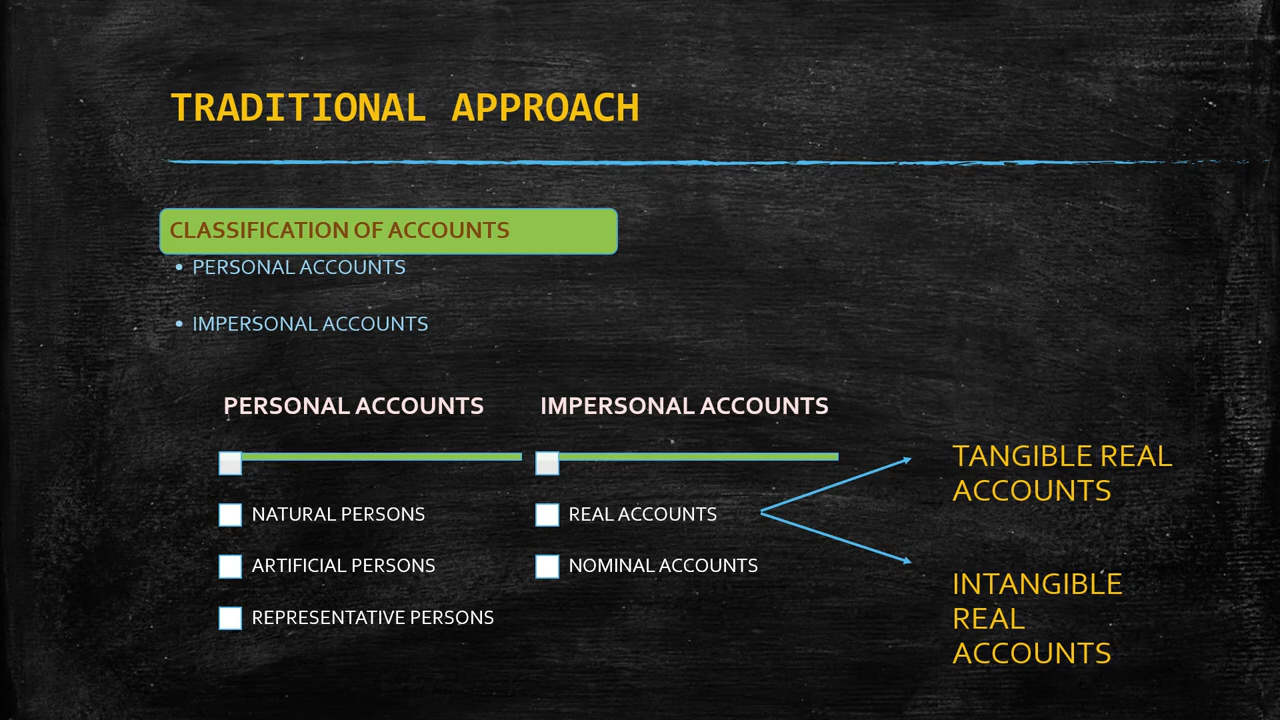 TRADITIONAL APPROACH
CLASSIFICATION OF ACCOUNTS
• PERSONAL ACCOUNTS
• IMPERSONAL ACCOUNTS
PERSONAL ACCOUNTS
NATURAL PERSONS
ARTIFICIAL PERSONS
REPRESENTATIVE PERSONS
IMPERSONAL ACCOUNTS
REAL ACCOUNTS
NOMINAL ACCOUNTS
TANGIBLE REAL
ACCOUNTS
INTANGIBLE
REAL
ACCOUNTS